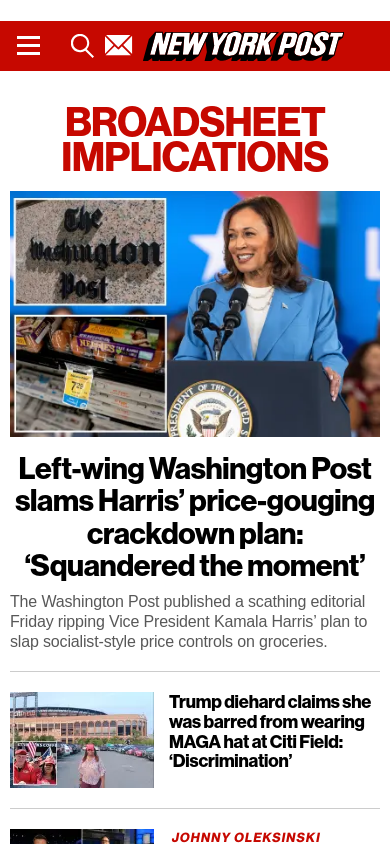 NEW YORK POST
BROADSHEET
IMPLICATIONS
The
Washington
Post
Left-wing Washington Post
slams Harris’ price-gouging
crackdown plan:
‘Squandered the moment’
The Washington Post published a scathing editorial
Friday ripping Vice President Kamala Harris’ plan to
slap socialist-style price controls on groceries.
Trump diehard claims she
was barred from wearing
MAGA hat at Citi Field:
‘Discrimination’
JOHNNY OLEKSINSKI